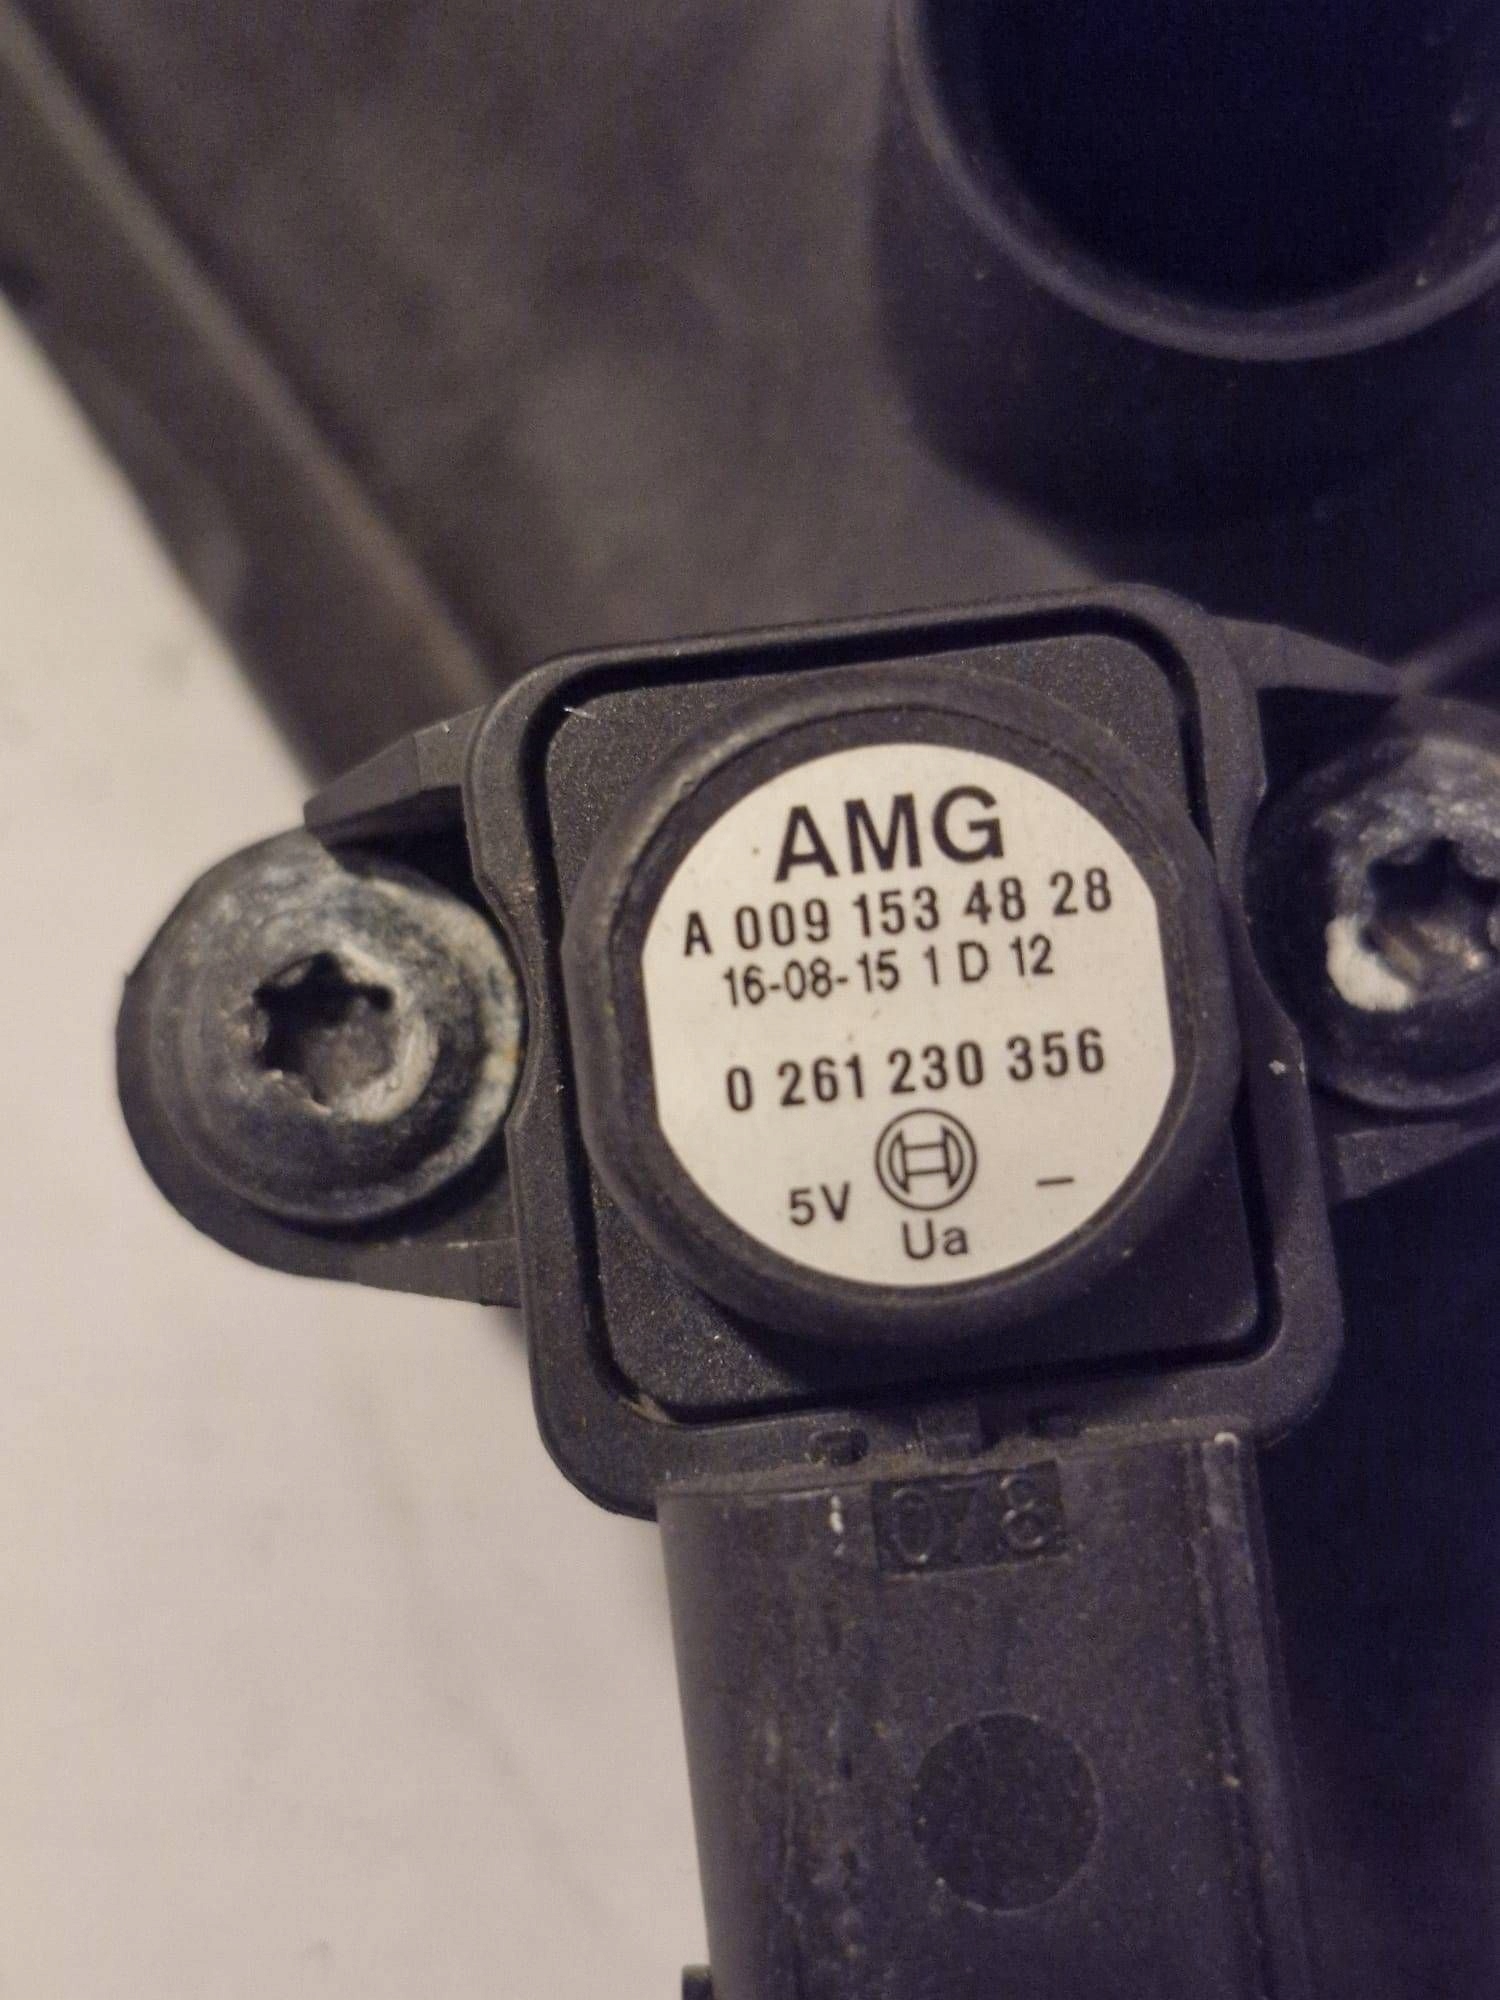 AMG
A 009 153 48 28
16-08-15 1 D 12
0 261 230 356
5V –
Ua
078